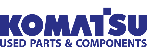 KOMATSU
USED PARTS & COMPONENTS